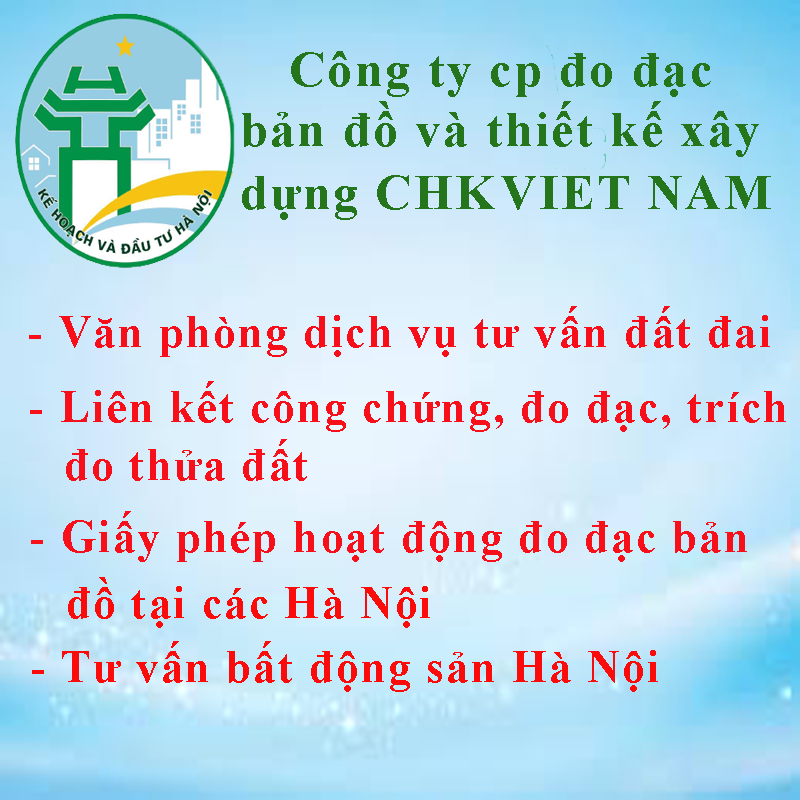 KẾ HOẠCH VÀ ĐẦU TƯ HÀ NỘI
Công ty cp đo đạc
bản đồ và thiết kế xây
dựng CHKVIET NAM
- Văn phòng dịch vụ tư vấn đất đai
- Liên kết công chứng, đo đạc, trích
đo thửa đất
- Giấy phép hoạt động đo đạc bản
đồ tại các Hà Nội
- Tư vấn bất động sản Hà Nội